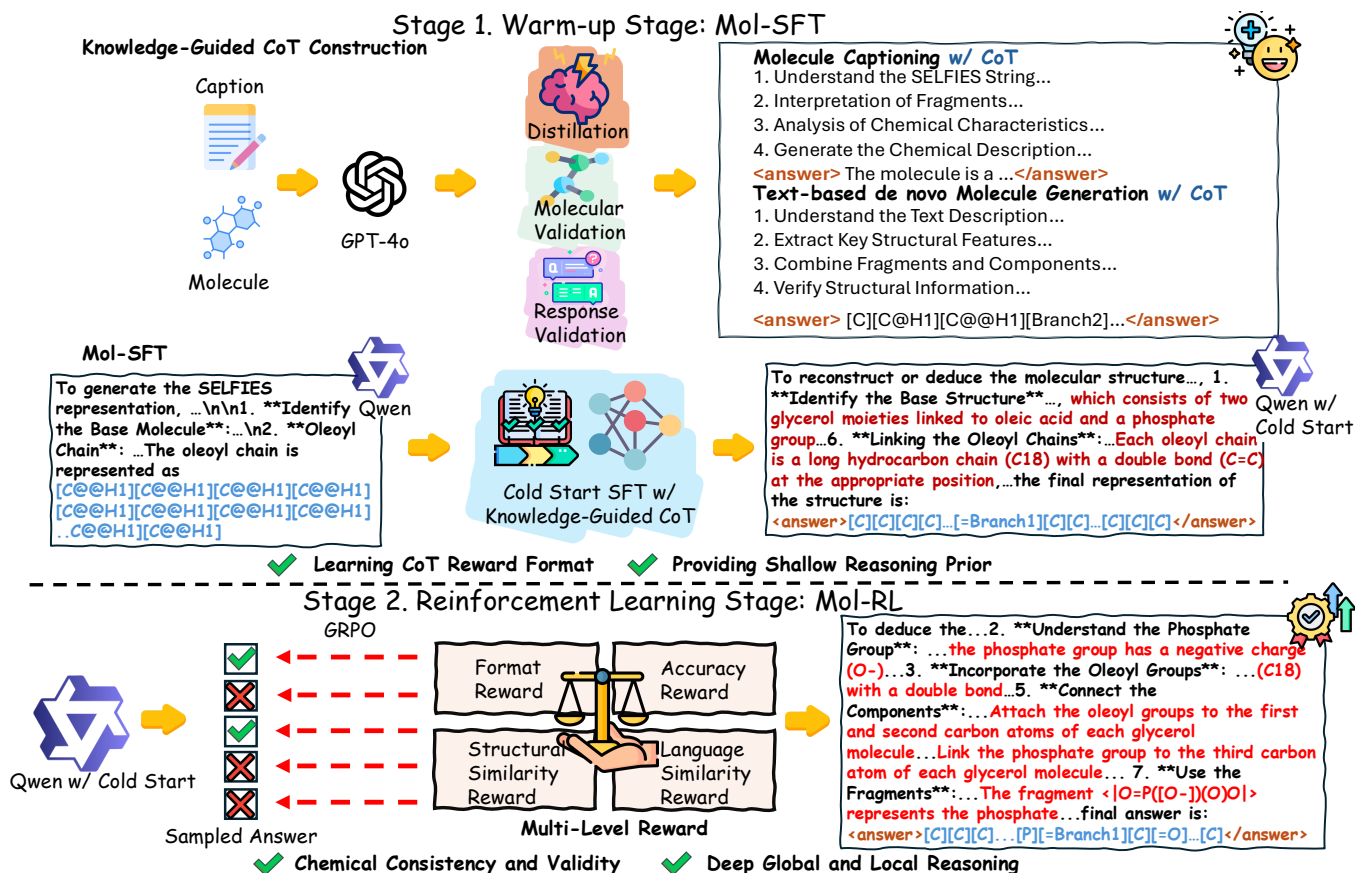 Stage 1. Warm-up Stage: Mol-SFT
Knowledge-Guided CoT Construction
Caption
Molecule
GPT-4o
Distillation
Molecular
Validation
Response
Validation
Molecule Captioning w/ CoT
1. Understand the SELFIES String...
2. Interpretation of Fragments...
3. Analysis of Chemical Characteristics...
4. Generate the Chemical Description...
<answer> The molecule is a ...</answer>
Text-based de novo Molecule Generation w/ CoT
1. Understand the Text Description...
2. Extract Key Structural Features...
3. Combine Fragments and Components...
4. Verify Structural Information...
<answer> [C][C@H1][C@@H1][Branch2]...</answer>
Mol-SFT
Qwen
To generate the SELFIES
representation, ...\n\n1. **Identify
the Base Molecule**:...\n2. **Oleoyl
Chain**: ...The oleoyl chain is
represented as
[C@@H1][C@@H1][C@@H1][C@@H1]
[C@@H1][C@@H1][C@@H1][C@@H1]
..C@@H1][C@@H1]
Cold Start SFT w/
Knowledge-Guided CoT
Qwen w/
Cold Start
To reconstruct or deduce the molecular structure..., 1.
**Identify the Base Structure**..., which consists of two
glycerol moieties linked to oleic acid and a phosphate
group...6. **Linking the Oleoyl Chains**:...Each oleoyl chain
is a long hydrocarbon chain (C18) with a double bond (C=C)
at the appropriate position,...the final representation of
the structure is:
<answer>[C][C][C][C]...[=Branch1][C][C]...[C][C][C]</answer>
Learning CoT Reward Format
Providing Shallow Reasoning Prior
Stage 2. Reinforcement Learning Stage: Mol-RL
GRPO
Qwen w/ Cold Start
Sampled Answer
Format
Reward
Accuracy
Reward
Structural
Similarity
Reward
Language
Similarity
Reward
Multi-Level Reward
To deduce the...2. **Understand the Phosphate
Group**: ...the phosphate group has a negative charge
(O-)...3. **Incorporate the Oleoyl Groups**: ...(C18)
with a double bond...5. **Connect the
Components**:...Attach the oleoyl groups to the first
and second carbon atoms of each glycerol
molecule...Link the phosphate group to the third carbon
atom of each glycerol molecule... 7. **Use the
Fragments**:...The fragment <|O=P([O-])(O)O|>
represents the phosphate...final answer is:
<answer>[C][C][C]...[P][=Branch1][C][=O]...[C]</answer>
Chemical Consistency and Validity
Deep Global and Local Reasoning